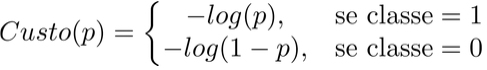 Custo(p) = { -log(p), se classe = 1
-log(1 - p), se classe = 0